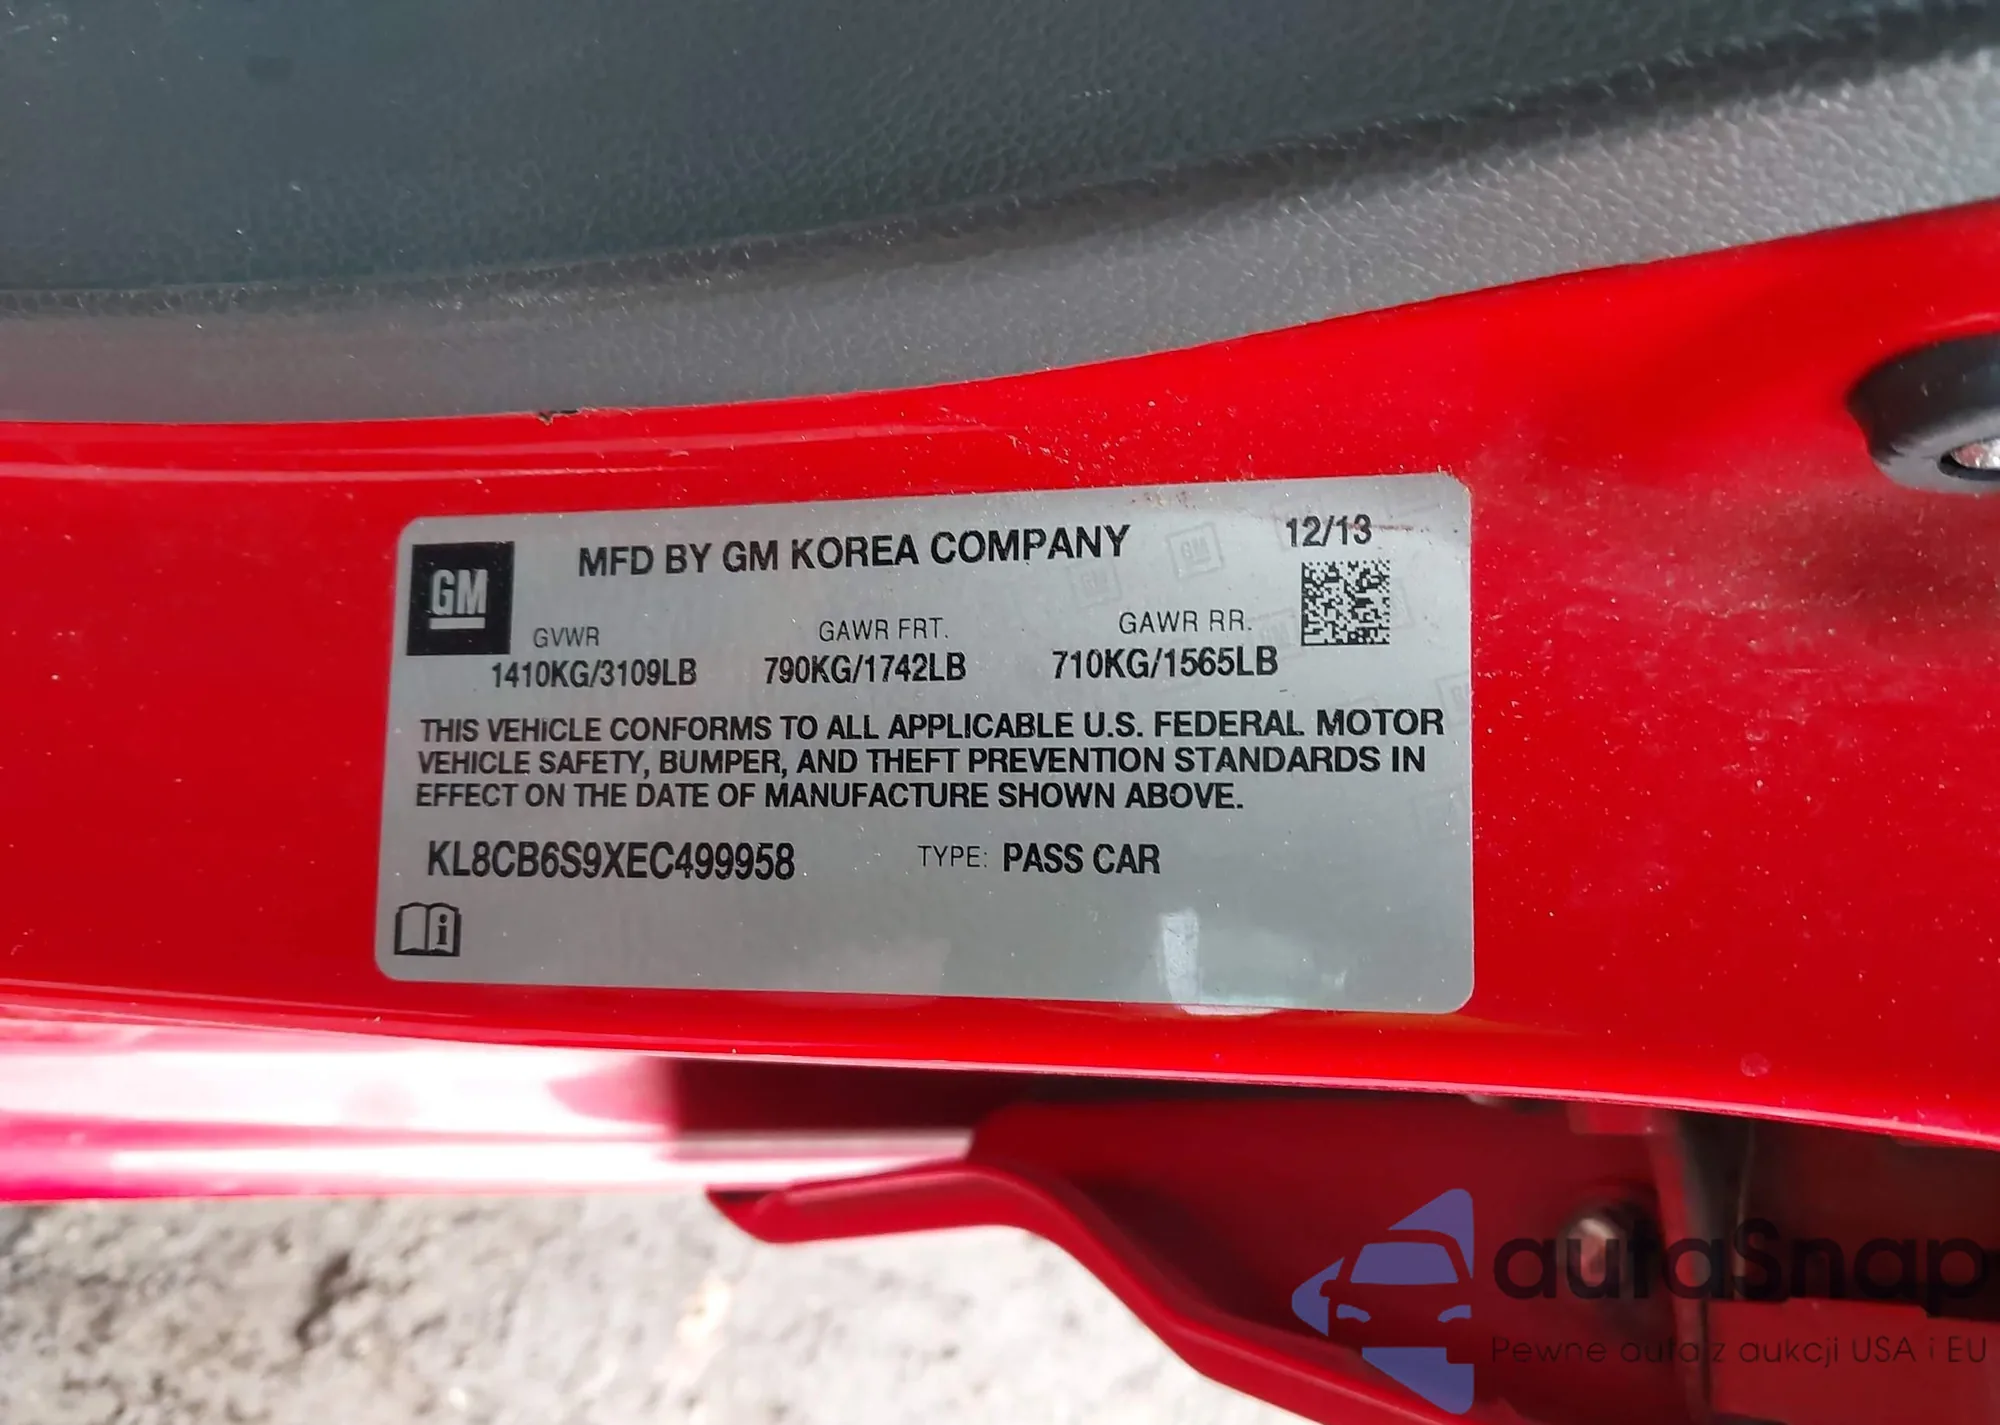 MFD BY GM KOREA COMPANY
12/13
GM
GVWR
GAWR FRT.
GAWR RR.
1410KG/3109LB
790KG/1742LB
710KG/1565LB
THIS VEHICLE CONFORMS TO ALL APPLICABLE U.S. FEDERAL MOTOR
VEHICLE SAFETY, BUMPER, AND THEFT PREVENTION STANDARDS IN
EFFECT ON THE DATE OF MANUFACTURE SHOWN ABOVE.
KL8CB6S9XEC499958
TYPE: PASS CAR
autaSnap
Pewne auta z aukcji USA i EU